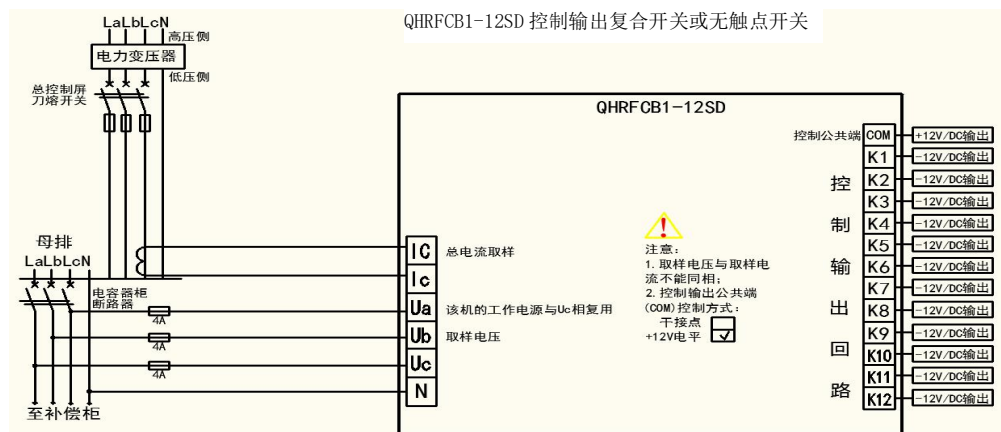 QHRFCB1-12SD 控制输出复合开关或无触点开关
LaLbLcN
高压侧
电力变压器
低压侧
总控制屏
刀熔开关
QHRFCB1-12SD
控制公共端 COM +12V/DC输出
K1 -12V/DC输出
控 K2 -12V/DC输出
K3 -12V/DC输出
制 K4 -12V/DC输出
K5 -12V/DC输出
输 K6 -12V/DC输出
K7 -12V/DC输出
出 K8 -12V/DC输出
K9 -12V/DC输出
回 K10 -12V/DC输出
K11 -12V/DC输出
路 K12 -12V/DC输出
母排
LaLbLcN
电容器柜
断路器
4A
4A
4A
至补偿柜
IC 总电流取样
Ic
Ua 该机的工作电源与Uc相复用
Ub 取样电压
Uc
N
注意:
1. 取样电压与取样电
流不能同相;
2. 控制输出公共端
(COM)控制方式:
干接点
+12V电平